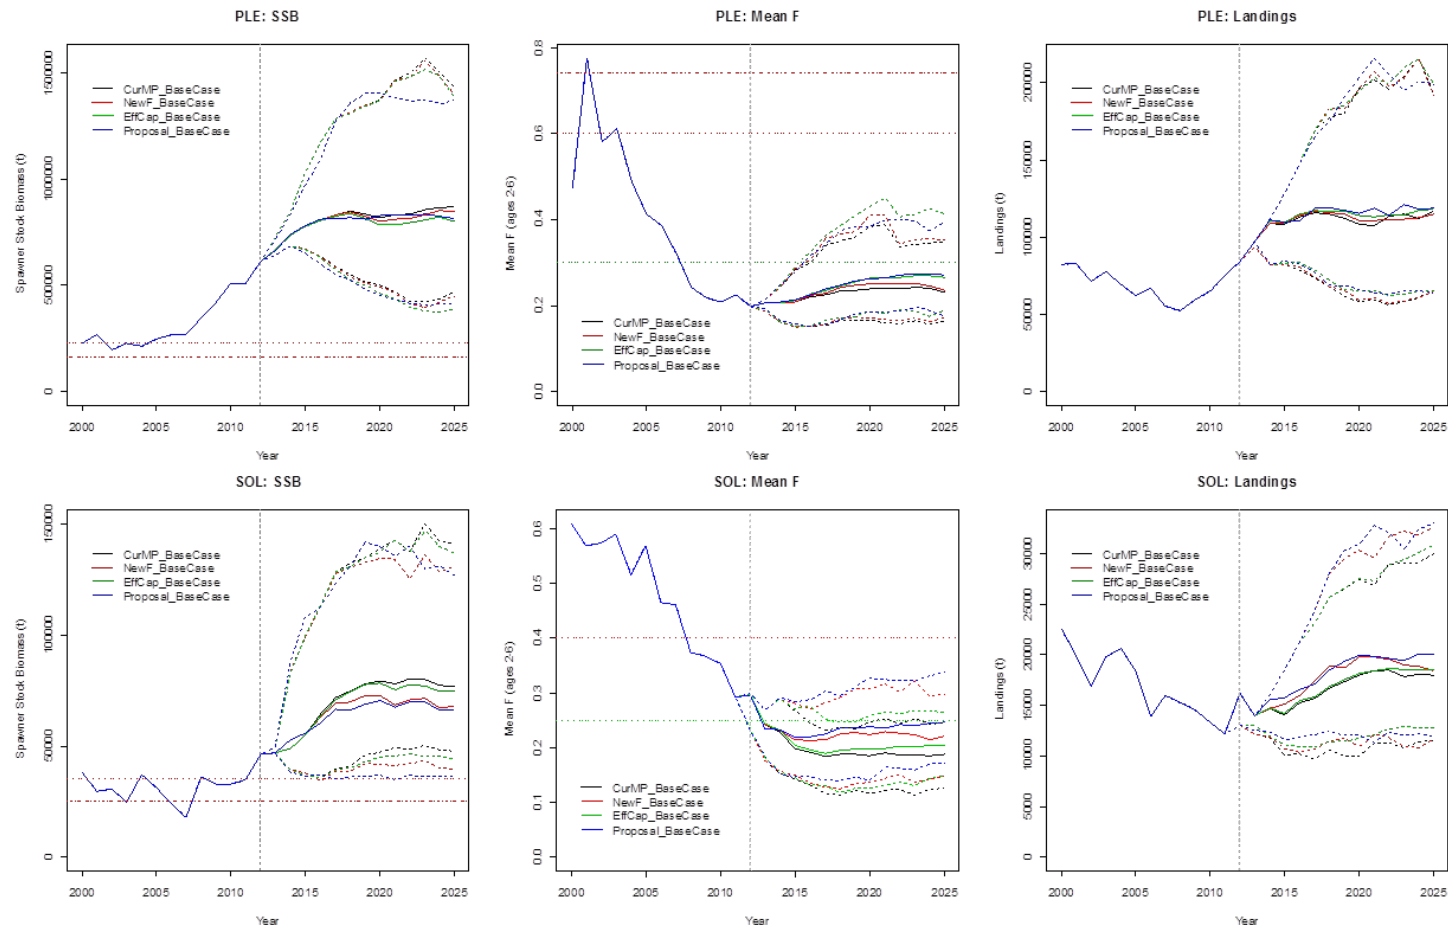 PLE: SSB
Spawner Stock Biomass (t)
1500000
1000000
500000
0
CurMP_BaseCase
NewF_BaseCase
EffCap_BaseCase
Proposal_BaseCase
2000 2005 2010 2015 2020 2025
Year
PLE: Mean F
Mean F (ages 2-6)
0.8
0.6
0.4
0.2
0.0
CurMP_BaseCase
NewF_BaseCase
EffCap_BaseCase
Proposal_BaseCase
2000 2005 2010 2015 2020 2025
Year
PLE: Landings
Landings (t)
200000
150000
100000
50000
0
CurMP_BaseCase
NewF_BaseCase
EffCap_BaseCase
Proposal_BaseCase
2000 2005 2010 2015 2020 2025
Year
SOL: SSB
Spawner Stock Biomass (t)
150000
100000
50000
0
CurMP_BaseCase
NewF_BaseCase
EffCap_BaseCase
Proposal_BaseCase
2000 2005 2010 2015 2020 2025
Year
SOL: Mean F
Mean F (ages 2-6)
0.6
0.5
0.4
0.3
0.2
0.1
0.0
CurMP_BaseCase
NewF_BaseCase
EffCap_BaseCase
Proposal_BaseCase
2000 2005 2010 2015 2020 2025
Year
SOL: Landings
Landings (t)
30000
25000
20000
15000
10000
5000
0
CurMP_BaseCase
NewF_BaseCase
EffCap_BaseCase
Proposal_BaseCase
2000 2005 2010 2015 2020 2025
Year